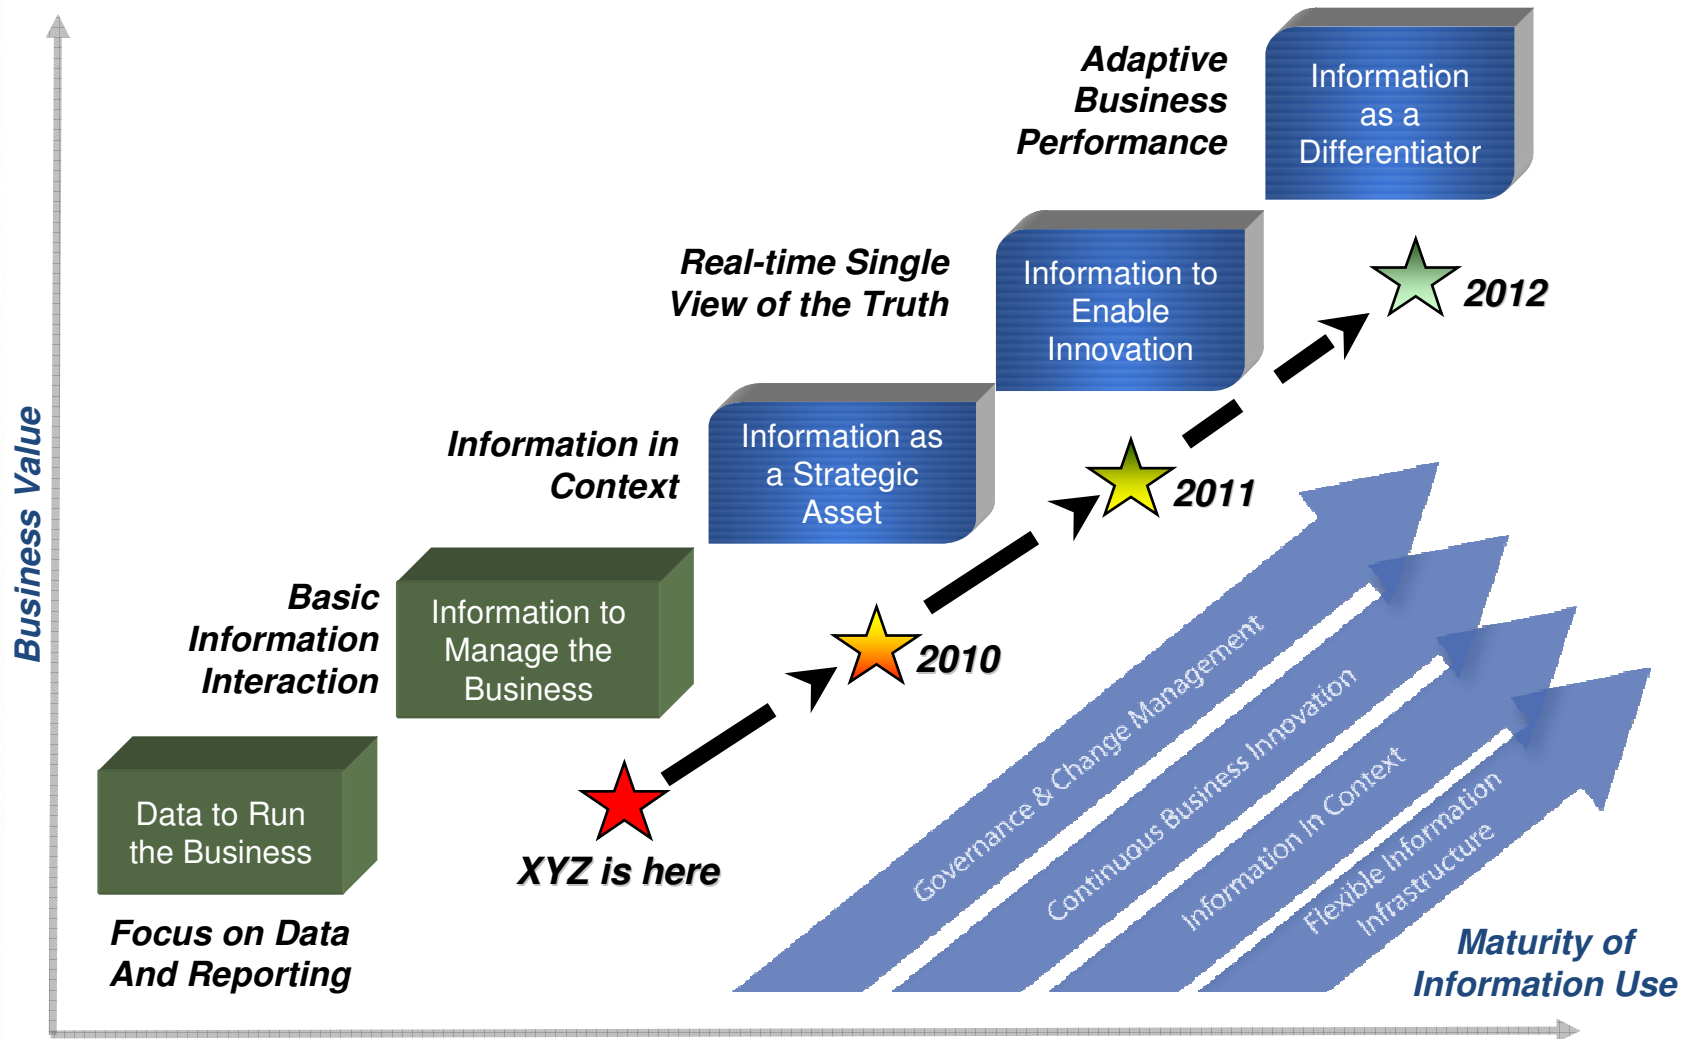 Business Value
Adaptive
Business
Performance
Information
as a
Differentiator
Real-time Single
View of the Truth
Information to
Enable
Innovation
2012
Information in
Context
Information as
a Strategic
Asset
2011
Basic
Information
Interaction
Information to
Manage the
Business
2010
Data to Run
the Business
XYZ is here
Focus on Data
And Reporting
Governance & Change Management
Continuous Business Innovation
Information In Context
Flexible Information
Infrastructure
Maturity of
Information Use